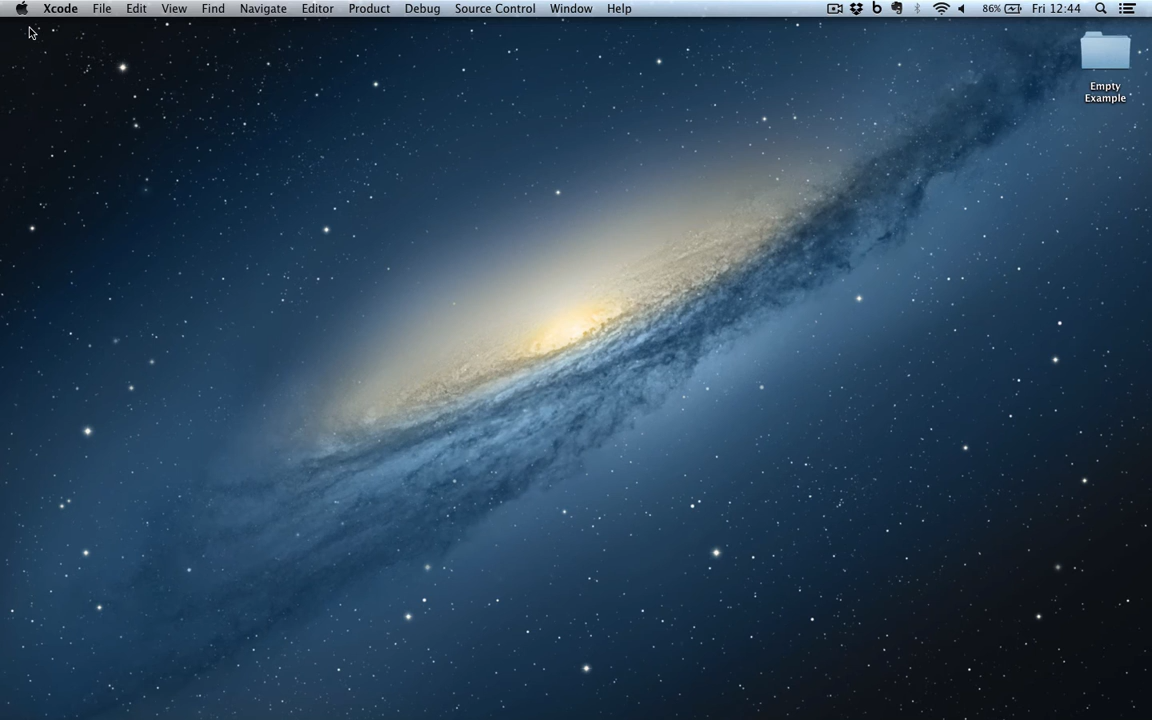 Xcode File Edit View Find Navigate Editor Product Debug Source Control Window Help 86% Fri 12:44
Empty
Example